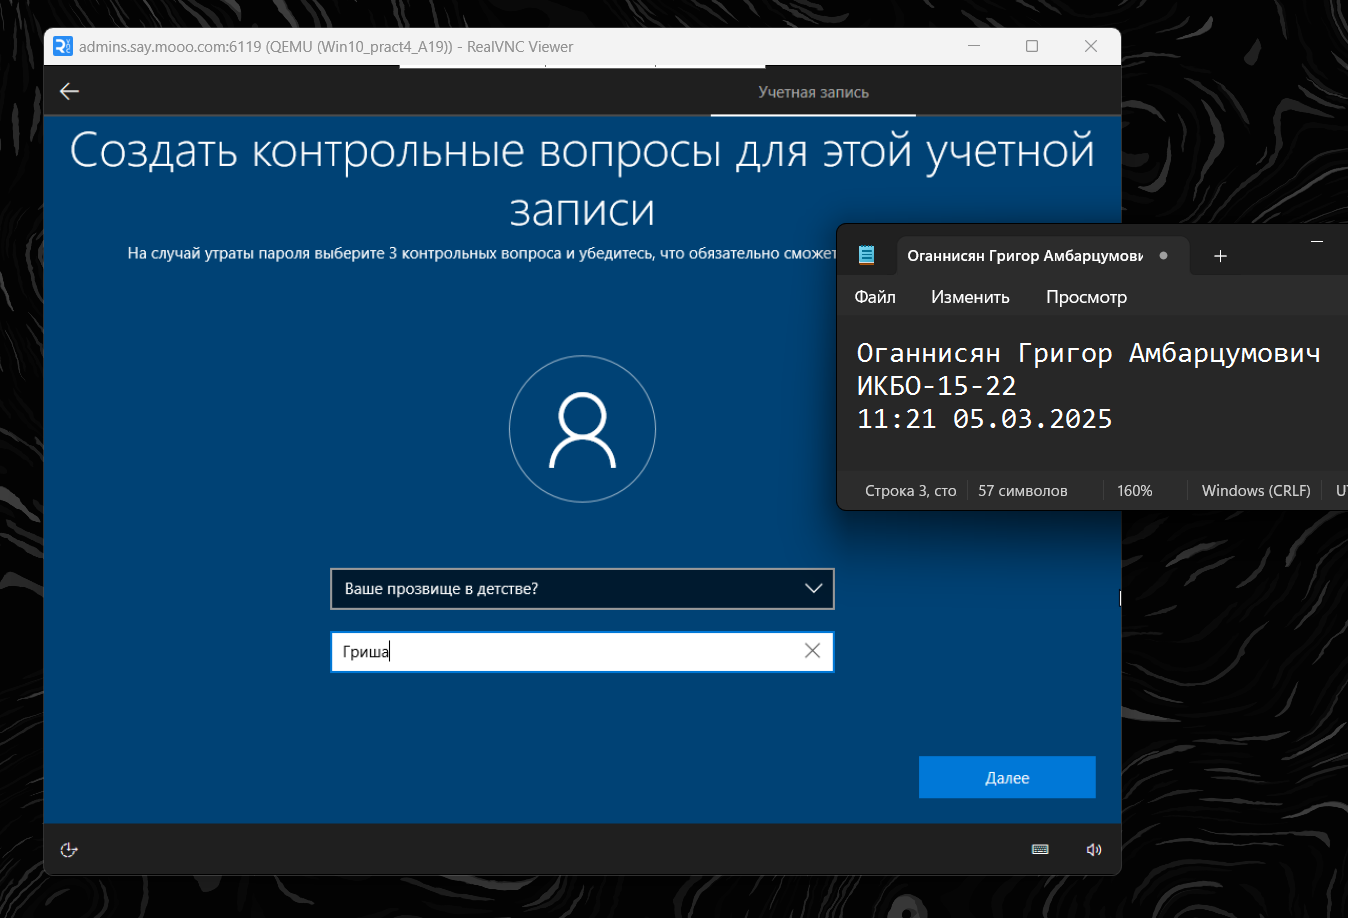 admins.say.mooo.com:6119 (QEMU (Win10_pract4_A19)) - RealVNC Viewer
Учетная запись
Создать контрольные вопросы для этой учетной
записи
На случай утраты пароля выберите 3 контрольных вопроса и убедитесь, что обязательно сможет
Ваше прозвище в детстве?
Гриша
Далее
Оганнисян Григор Амбарцумови
Файл Изменить Просмотр
Оганнисян Григор Амбарцумович
ИКБО-15-22
11:21 05.03.2025
Строка 3, сто 57 символов 160% Windows (CRLF)